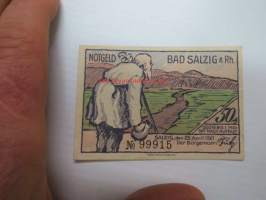 NOTGELD
BAD SALZIG a. Rh.
50
№ 99915
SALZIG, den 25. April 1921
Der Bürgermeister